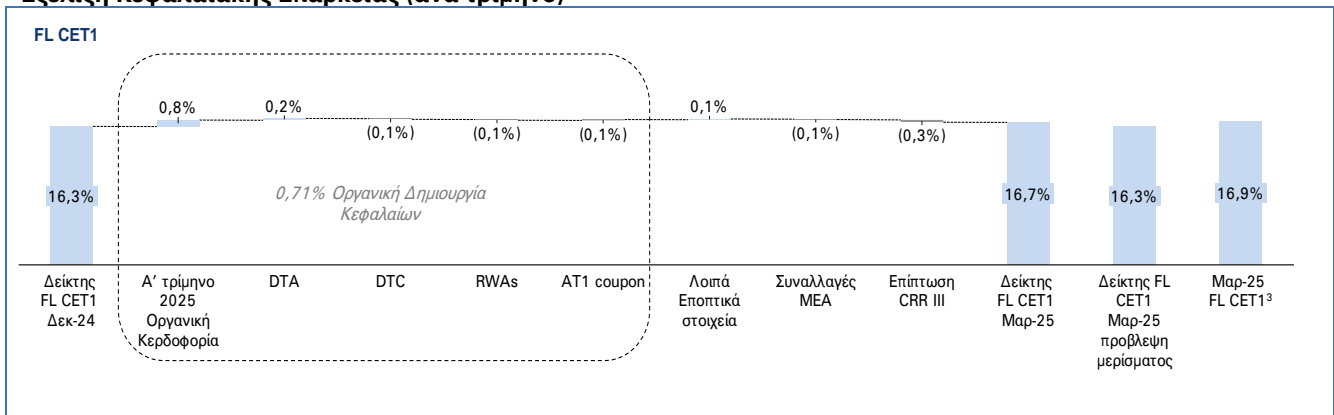 Εξέλιξη Κεφαλαιακής Επάρκειας (ανά τρίμηνο)
FL CET1
0,8%
0,2%
(0,1%)
(0,1%)
(0,1%)
0,1%
(0,1%)
(0,3%)
16,3%
0,71% Οργανική Δημιουργία
Κεφαλαίων
16,7%
16,3%
16,9%
Δείκτης
FL CET1
Δεκ-24
Α’ τρίμηνο
2025
Οργανική
Κερδοφορία
DTA
DTC
RWAs
AT1 coupon
Λοιπά
Εποπτικά
στοιχεία
Συναλλαγές
ΜΕΑ
Επίπτωση
CRR III
Δείκτης
FL CET1
Μαρ-25
Δείκτης FL
CET1
Μαρ-25
προβλεψη
μερίσματος
Μαρ-25
FL CET1³